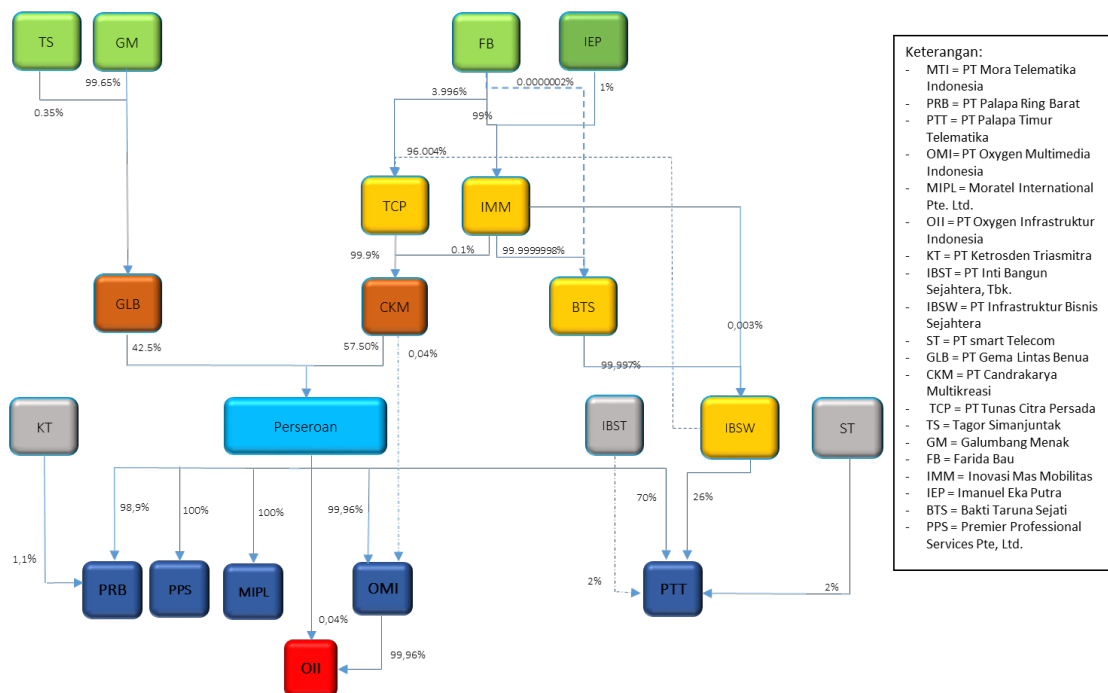 TS
GM
FB
IEP
99.65%
0.35%
0.0000002%
3.996%
1%
99%
96.004%
TCP
IMM
99.9%
0.1%
99.9999998%
GLB
CKM
BTS
0,003%
42.5%
57.50%
0,04%
99,997%
KT
Perseroan
IBST
IBSW
ST
98,9%
100%
100%
99,96%
70%
26%
1,1%
PRB
PPS
MIPL
OMI
2%
PTT
2%
0,04%
99,96%
OII
Keterangan:
- MTI = PT Mora Telematika
Indonesia
- PRB = PT Palapa Ring Barat
- PTT = PT Palapa Timur
Telematika
- OMI= PT Oxygen Multimedia
Indonesia
- MIPL = Moratel International
Pte. Ltd.
- OII = PT Oxygen Infrastruktur
Indonesia
- KT = PT Ketrosden Triasmitra
- IBST = PT Inti Bangun
Sejahtera, Tbk.
- IBSW = PT Infrastruktur Bisnis
Sejahtera
- ST = PT smart Telecom
- GLB = PT Gema Lintas Benua
- CKM = PT Candrakarya
Multikreasi
- TCP = PT Tunas Citra Persada
- TS = Tagor Simanjuntak
- GM = Galumbang Menak
- FB = Farida Bau
- IMM = Inovasi Mas Mobilitas
- IEP = Imanuel Eka Putra
- BTS = Bakti Taruna Sejati
- PPS = Premier Professional
Services Pte, Ltd.